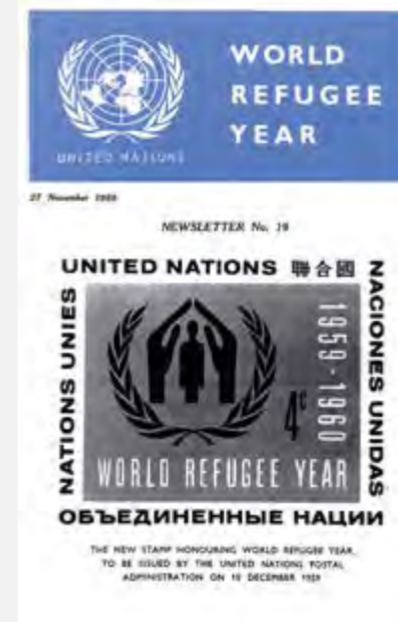 WORLD
REFUGEE
YEAR
UNITED NATIONS
27 November 1959
NEWSLETTER No. 19
UNITED NATIONS 聯合國
NACIONES UNIDAS
NATIONS UNIES
1959-1960
4c
WORLD REFUGEE YEAR
ОБЪЕДИНЕННЫЕ НАЦИИ
THE NEW STAMP HONOURING WORLD REFUGEE YEAR,
TO BE ISSUED BY THE UNITED NATIONS POSTAL
ADMINISTRATION ON 10 DECEMBER 1959